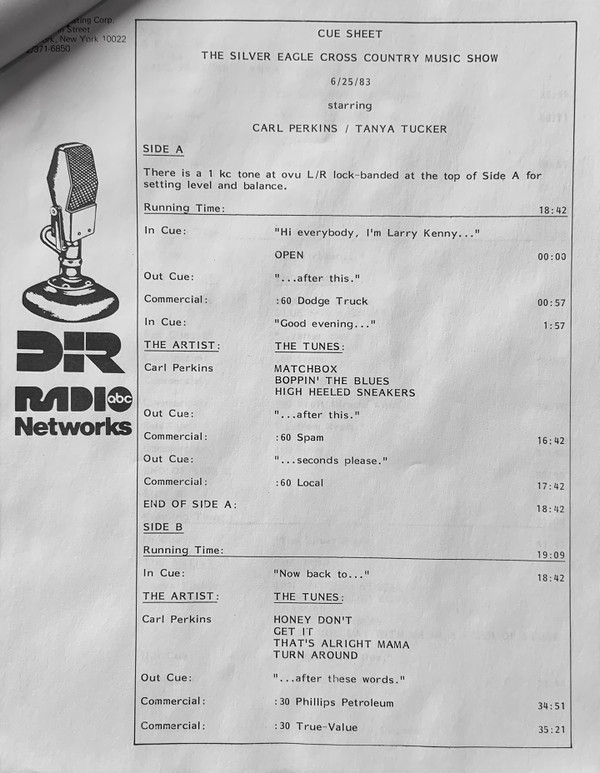 ting Corp.
Street
New York 10022
371-6850
CUE SHEET
THE SILVER EAGLE CROSS COUNTRY MUSIC SHOW
6/25/83
starring
CARL PERKINS / TANYA TUCKER
SIDE A
There is a 1 kc tone at ovu L/R lock-banded at the top of Side A for
setting level and balance.
Running Time: 18:42
In Cue: "Hi everybody, I'm Larry Kenny..."
OPEN 00:00
Out Cue: "...after this."
Commercial: :60 Dodge Truck 00:57
In Cue: "Good evening..." 1:57
THE ARTIST: THE TUNES:
Carl Perkins MATCHBOX
BOPPIN' THE BLUES
HIGH HEELED SNEAKERS
Out Cue: "...after this."
Commercial: :60 Spam 16:42
Out Cue: "...seconds please."
Commercial: :60 Local 17:42
END OF SIDE A: 18:42
SIDE B
Running Time: 19:09
In Cue: "Now back to..." 18:42
THE ARTIST: THE TUNES:
Carl Perkins HONEY DON'T
GET IT
THAT'S ALRIGHT MAMA
TURN AROUND
Out Cue: "...after these words."
Commercial: :30 Phillips Petroleum 34:51
Commercial: :30 True-Value 35:21
DIR
RADIO abc
Networks